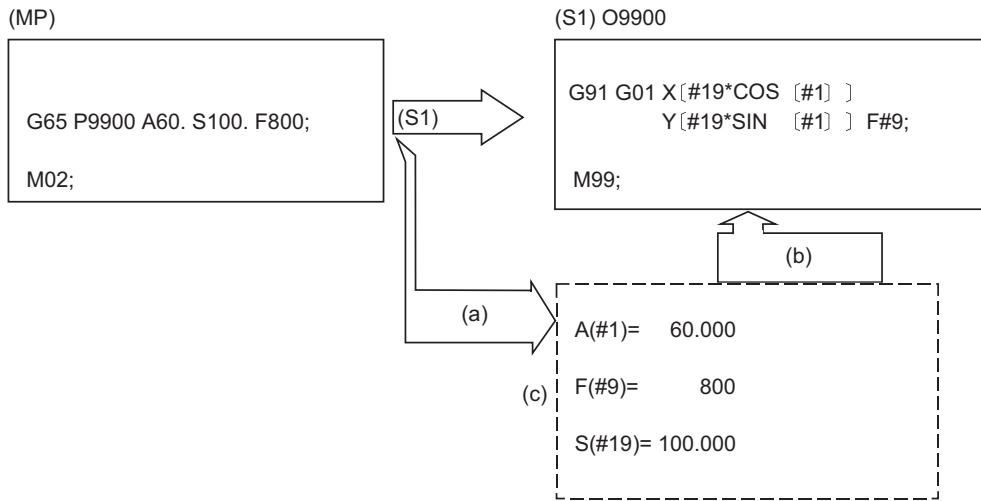 (MP)
G65 P9900 A60. S100. F800;
M02;
(S1)
(S1) O9900
G91 G01 X〔#19*COS〔#1〕〕
Y〔#19*SIN〔#1〕〕F#9;
M99;
(a)
(b)
(c)
A(#1)= 60.000
F(#9)= 800
S(#19)= 100.000